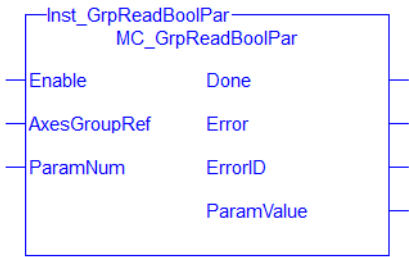 Inst_GrpReadBoolPar
MC_GrpReadBoolPar
Enable Done
AxesGroupRef Error
ParamNum ErrorID
ParamValue